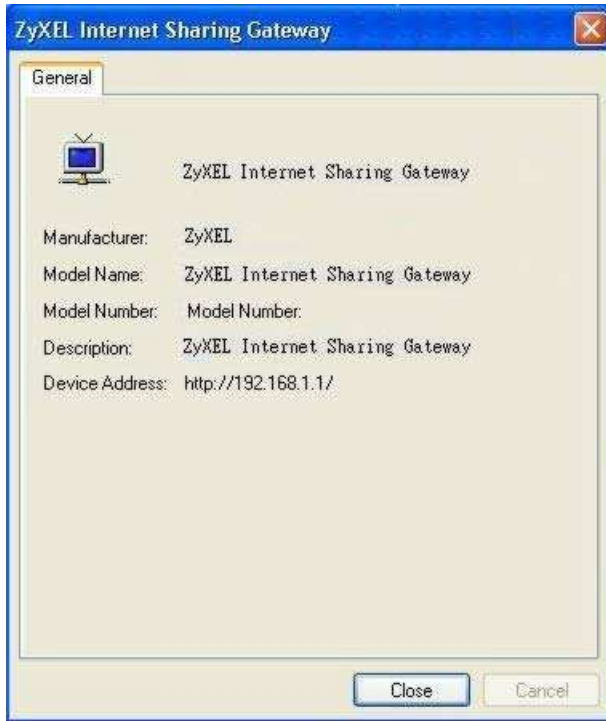 ZyXEL Internet Sharing Gateway
General
ZyXEL Internet Sharing Gateway
Manufacturer: ZyXEL
Model Name: ZyXEL Internet Sharing Gateway
Model Number: Model Number:
Description: ZyXEL Internet Sharing Gateway
Device Address: http://192.168.1.1/
Close Cancel